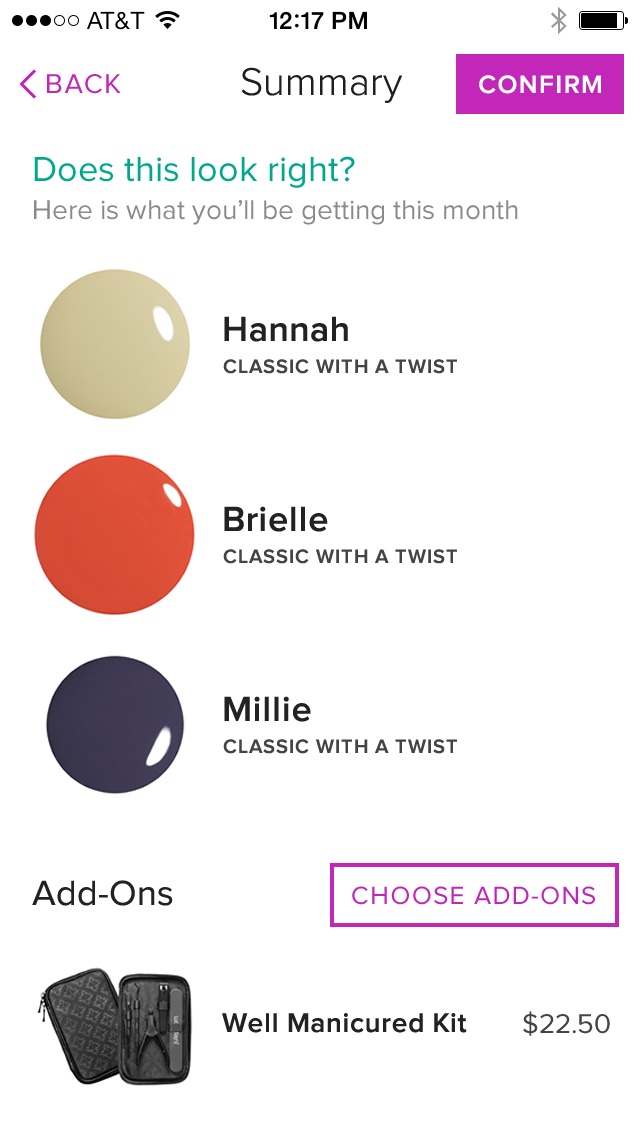 AT&T 12:17 PM
BACK Summary CONFIRM
Does this look right?
Here is what you’ll be getting this month
Hannah
CLASSIC WITH A TWIST
Brielle
CLASSIC WITH A TWIST
Millie
CLASSIC WITH A TWIST
Add-Ons CHOOSE ADD-ONS
Well Manicured Kit $22.50